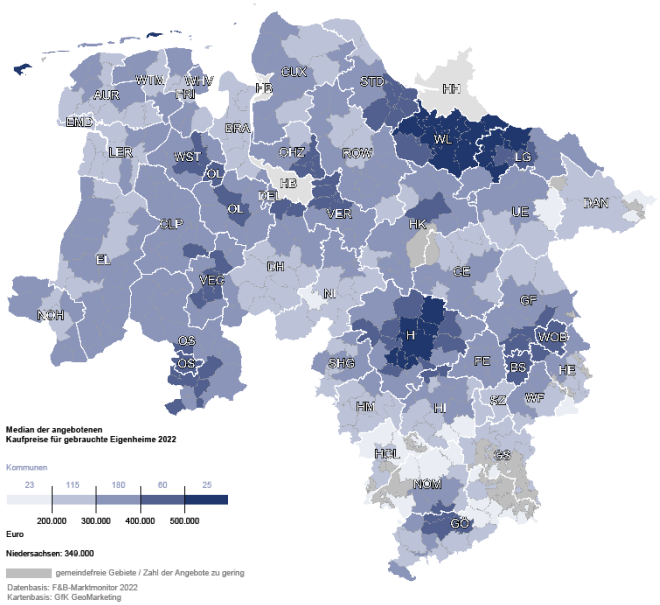 CUX
STD
HB
HH
WTM
WHV
AUR
FRI
EMD
BRA
WL
LER
WST
OHZ
ROW
LG
OL
HB
DEL
OL
VER
UE
DAN
HK
CLP
EL
DH
CE
VEC
NI
GF
NOH
OS
H
WOB
OS
SHG
PE
BS
HE
HM
HI
SZ
WF
HOL
GS
NOM
GÖ
Median der angebotenen
Kaufpreise für gebrauchte Eigenheime 2022
Kommunen
23 115 180 60 25
200.000 300.000 400.000 500.000
Euro
Niedersachsen: 349.000
gemeindefreie Gebiete / Zahl der Angebote zu gering
Datenbasis: F&B-Marktmonitor 2022
Kartenbasis: GfK GeoMarketing